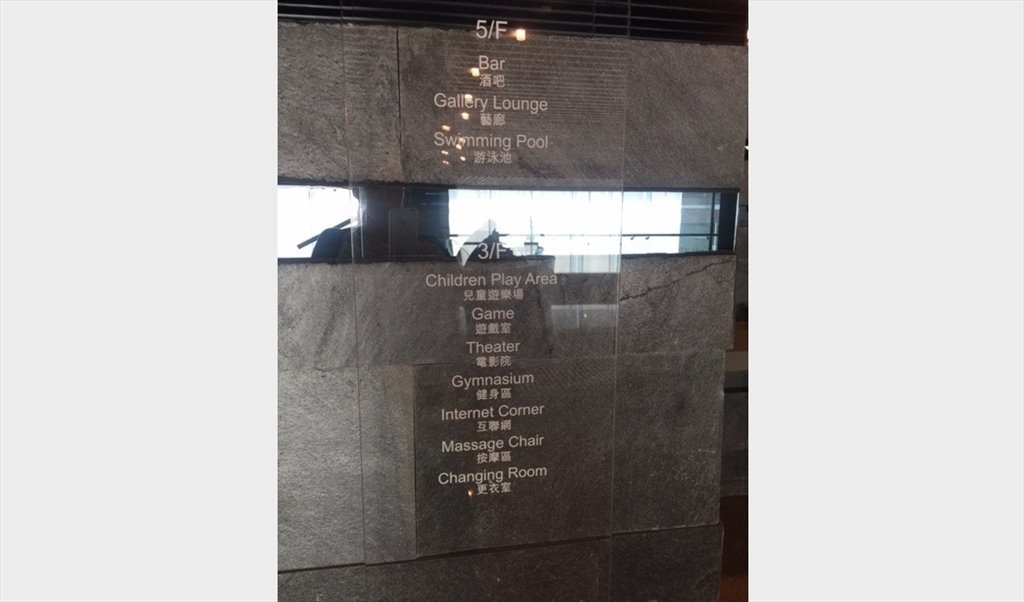 5/F
Bar
酒吧
Gallery Lounge
藝廊
Swimming Pool
游泳池
3/F
Children Play Area
兒童遊樂場
Game
遊戲室
Theater
電影院
Gymnasium
健身區
Internet Corner
互聯網
Massage Chair
按摩區
Changing Room
更衣室